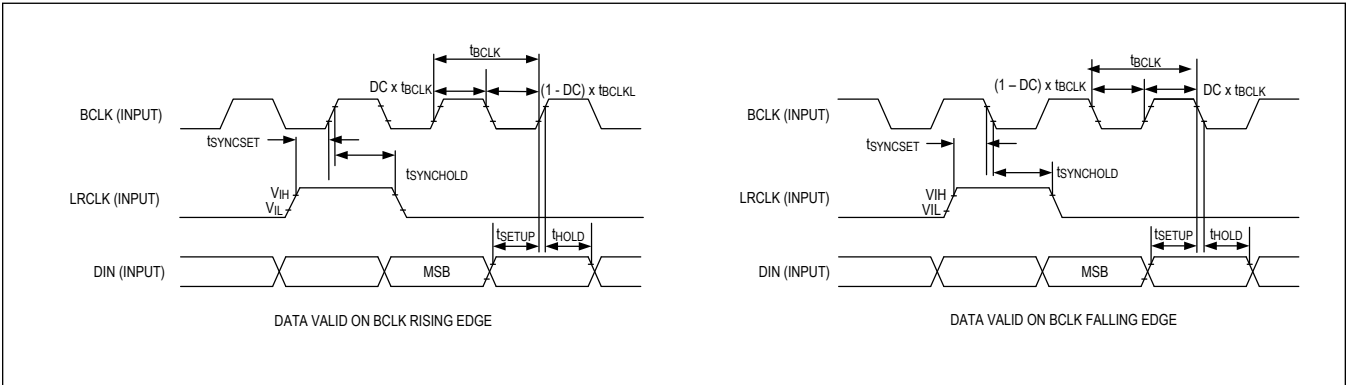 tBCLK
DC x tBCLK
(1 - DC) x tBCLKL
BCLK (INPUT)
tSYNCSET
tSYNCHOLD
VIH
LRCLK (INPUT)
VIL
tSETUP
tHOLD
DIN (INPUT)
MSB
DATA VALID ON BCLK RISING EDGE
tBCLK
(1 – DC) x tBCLK
DC x tBCLK
BCLK (INPUT)
tSYNCSET
tSYNCHOLD
VIH
LRCLK (INPUT)
VIL
tSETUP
tHOLD
DIN (INPUT)
MSB
DATA VALID ON BCLK FALLING EDGE